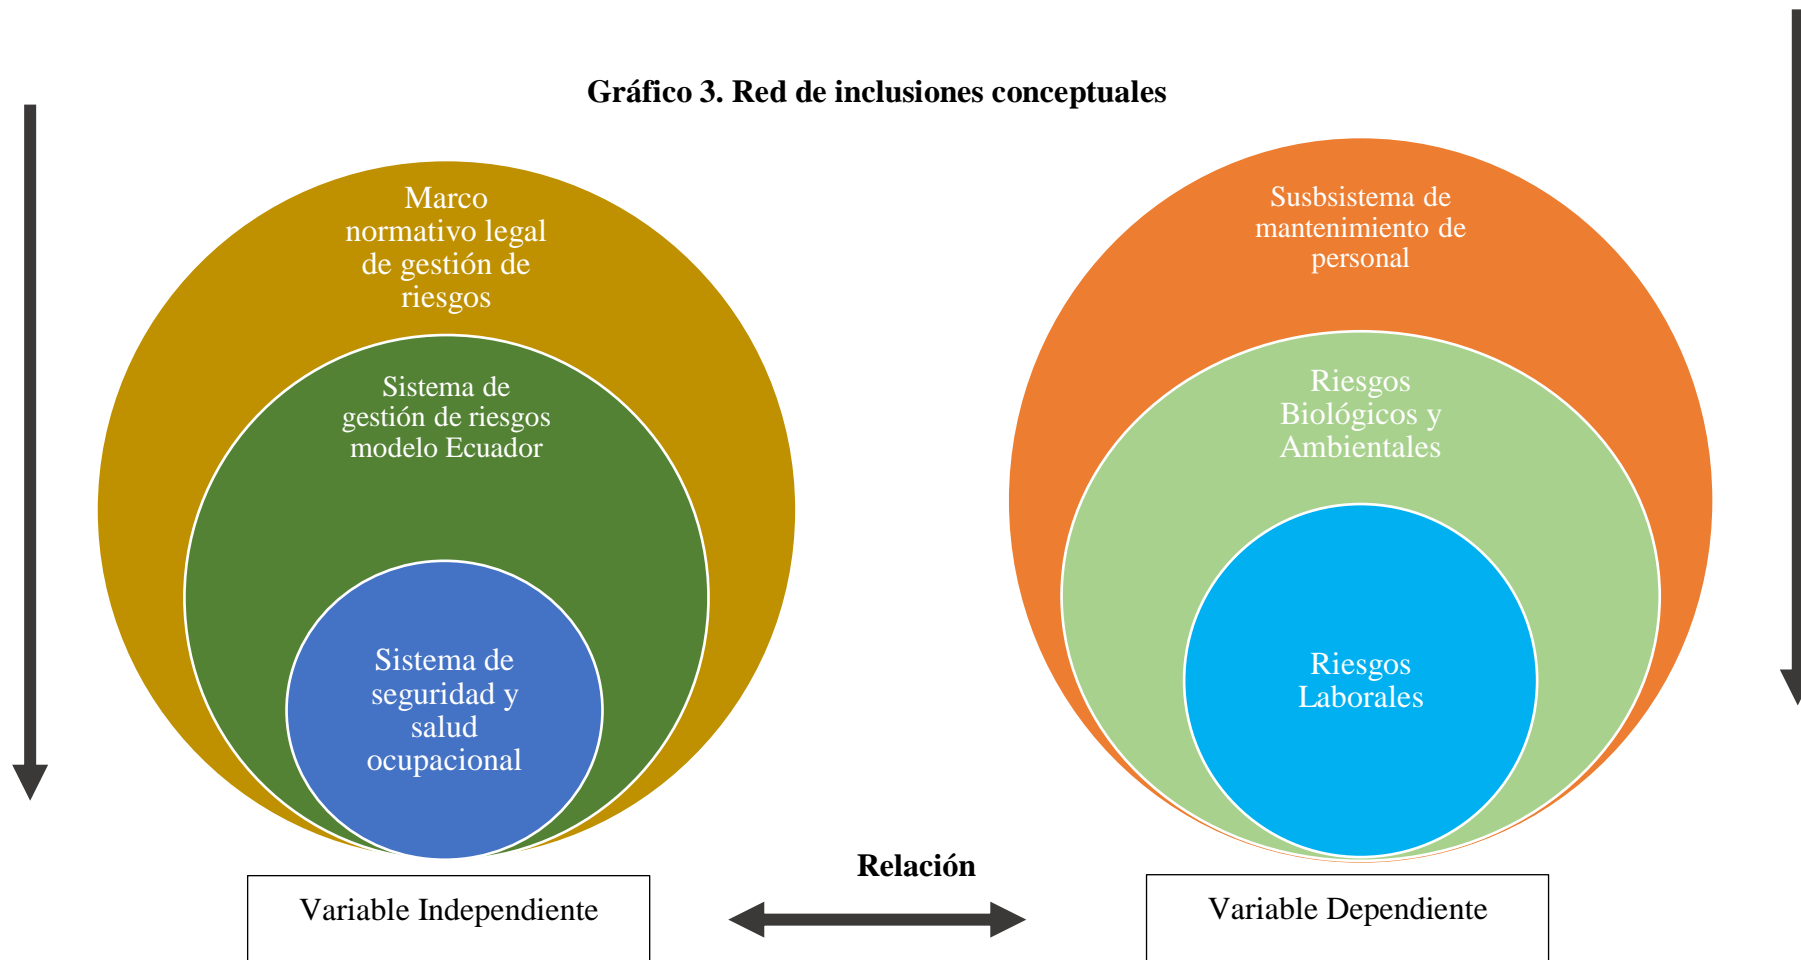 Gráfico 3. Red de inclusiones conceptuales
Marco
normativo legal
de gestión de
riesgos
Sistema de
gestión de riesgos
modelo Ecuador
Sistema de
seguridad y
salud
ocupacional
Susbsistema de
mantenimiento de
personal
Riesgos
Biológicos y
Ambientales
Riesgos
Laborales
Relación
Variable Independiente
Variable Dependiente